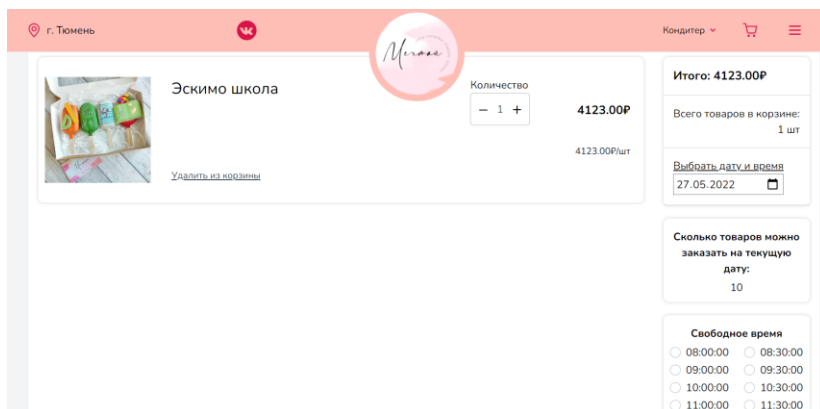 г. Тюмень
Мечтай
Кондитер
Эскимо школа
Количество
− 1 +
4123.00₽
4123.00₽/шт
Удалить из корзины
Итого: 4123.00₽
Всего товаров в корзине:
1 шт
Выбрать дату и время
27.05.2022
Сколько товаров можно
заказать на текущую
дату:
10
Свободное время
08:00:00 08:30:00
09:00:00 09:30:00
10:00:00 10:30:00
11:00:00 11:30:00